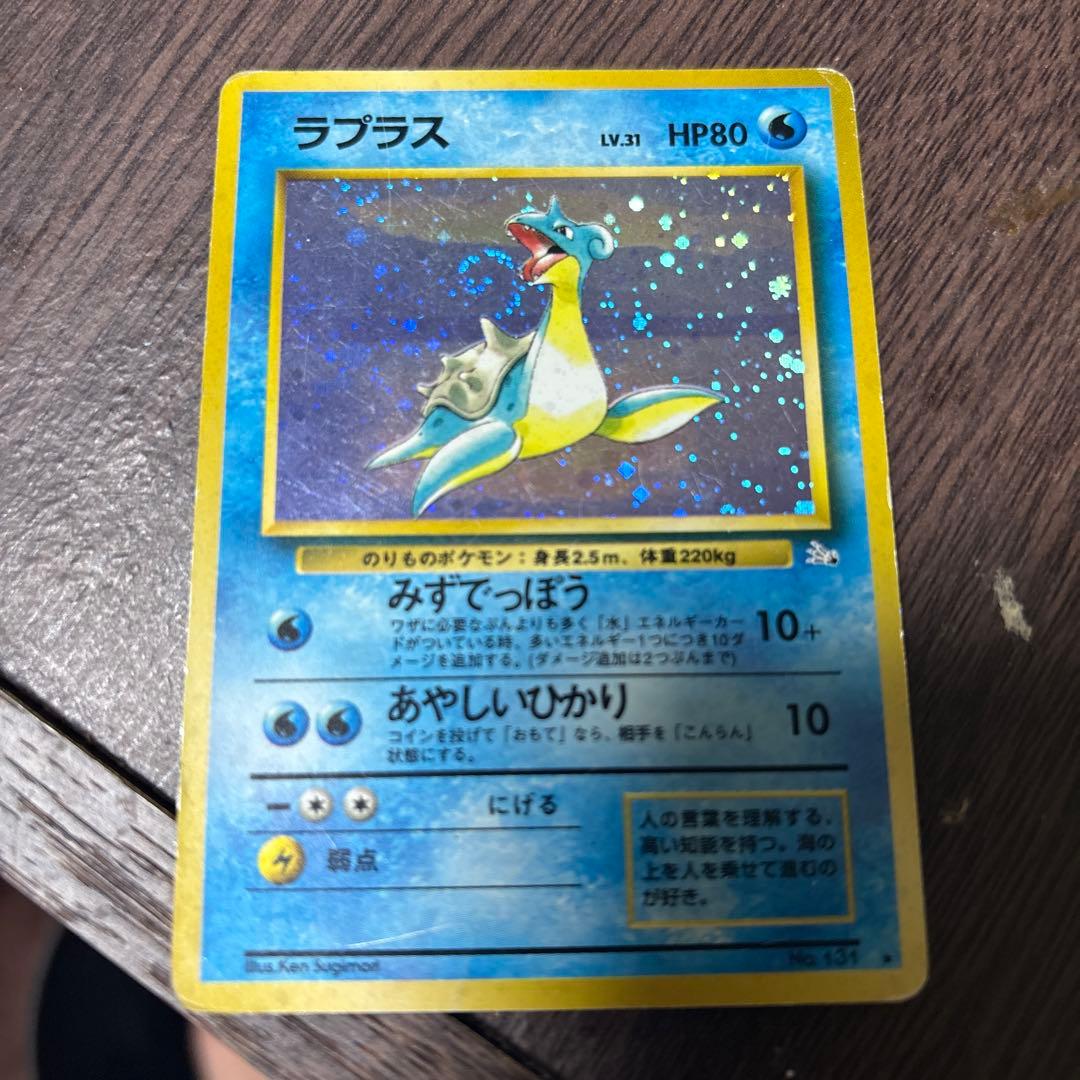 ラプラス LV.31 HP80
のりものポケモン：身長2.5m、体重220kg
みずでっぽう
ワザに必要なぶんよりも多く「水」エネルギーカー
ドがついている時、多いエネルギー1つにつき10ダ
メージを追加する。(ダメージ追加は2つぶんまで)
10+
あやしいひかり
コインを投げて「おもて」なら、相手を「こんらん」
状態にする。
10
にげる
弱点
人の言葉を理解する、
高い知能を持つ。海の
上を人を乗せて進むの
が好き。
Illus.Ken Sugimori
No. 131